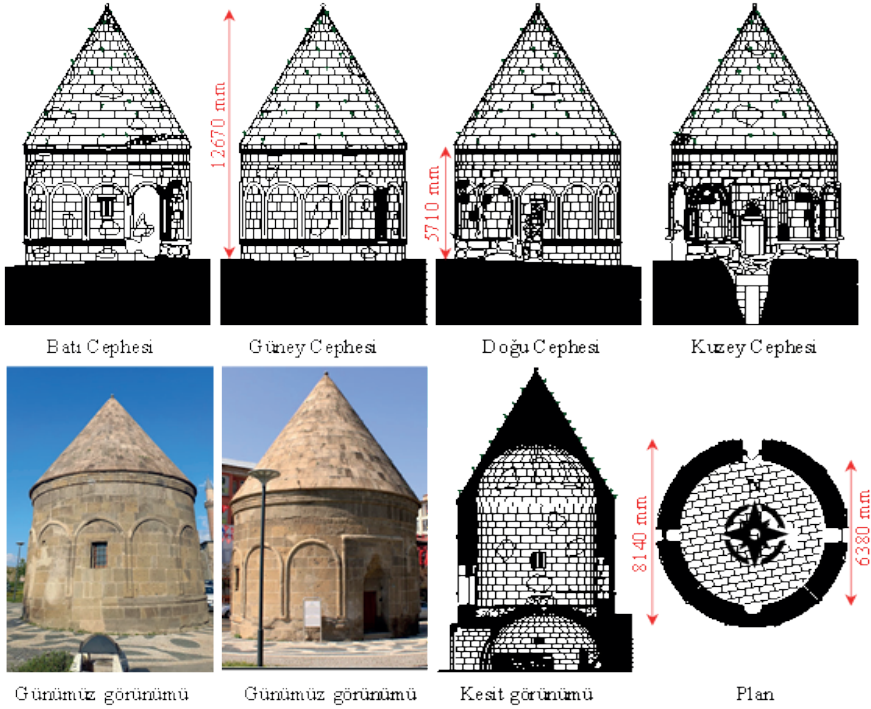 12670 mm
5710 mm
Batı Cephesi
Güney Cephesi
Doğu Cephesi
Kuzey Cephesi
8140 mm
6380 mm
N
Günümüz görünümü
Günümüz görünümü
Kesit görünümü
Plan